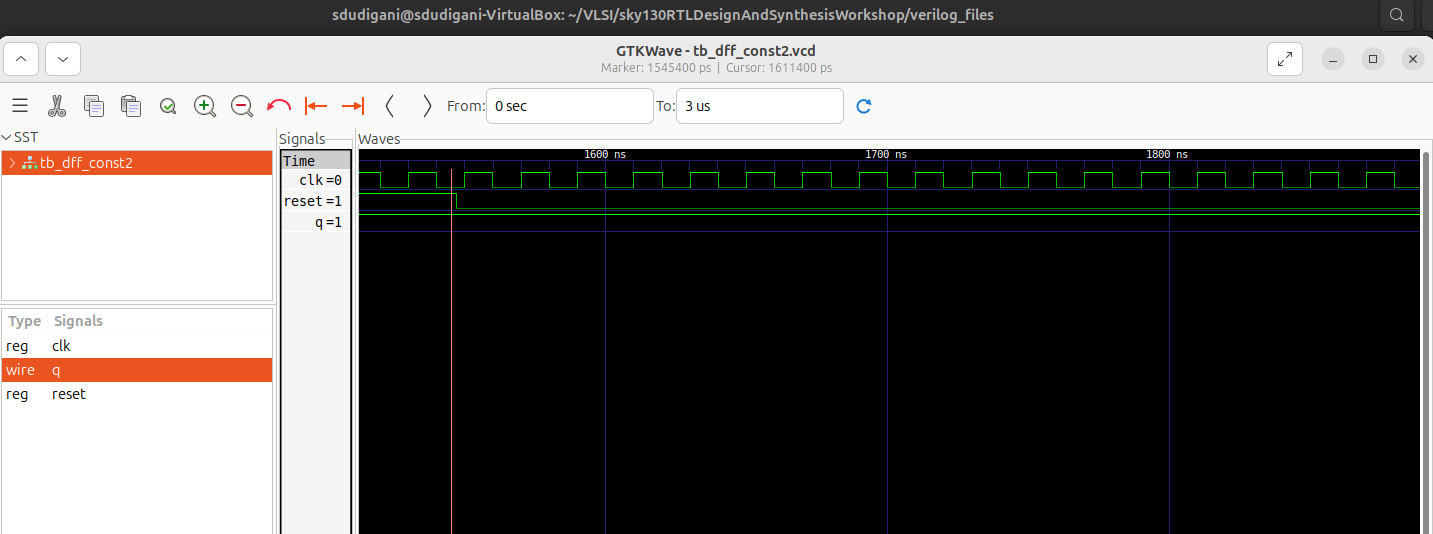 sdudigani@sdudigani-VirtualBox: ~/VLSI/sky130RTLDesignAndSynthesisWorkshop/verilog_files
GTKWave - tb_dff_const2.vcd
Marker: 1545400 ps | Cursor: 1611400 ps
From: 0 sec To: 3 us
SST
tb_dff_const2
Type Signals
reg clk
wire q
reg reset
Signals
Time
clk=0
reset=1
q=1
Waves
1600 ns 1700 ns 1800 ns